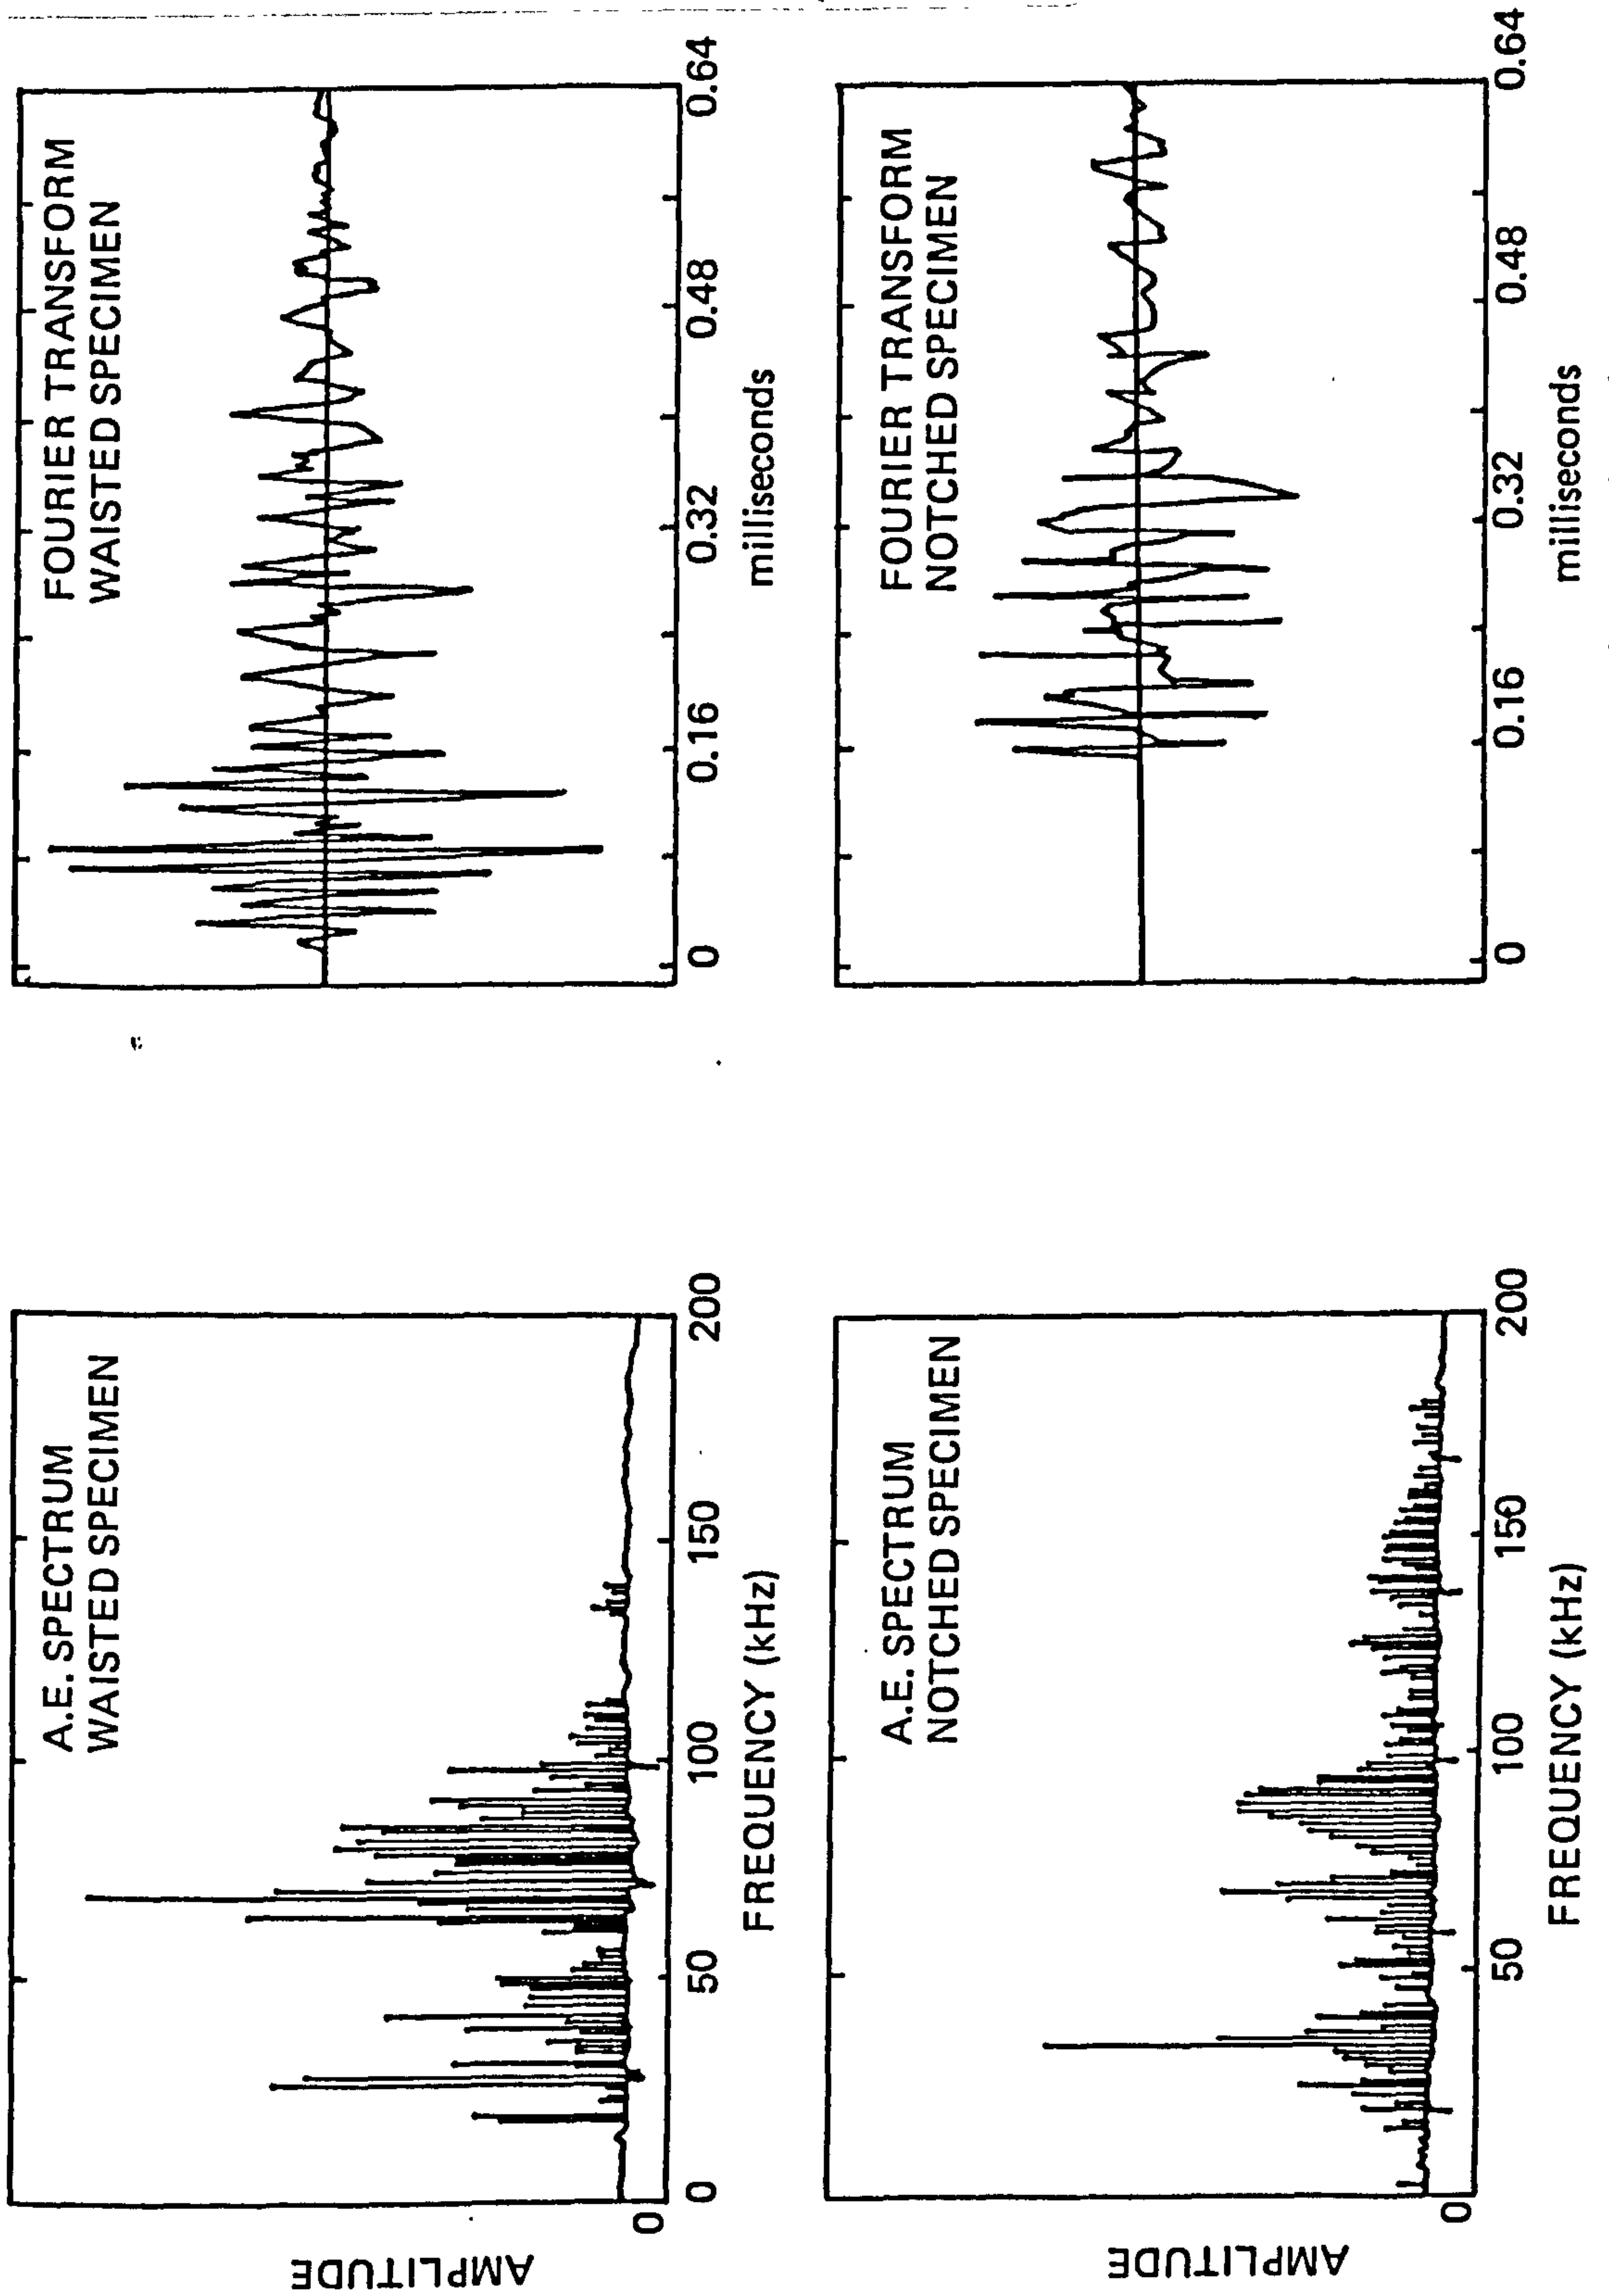 A.E. SPECTRUM
WAISTED SPECIMEN
AMPLITUDE
0
0
50
100
150
200
FREQUENCY (kHz)
FOURIER TRANSFORM
WAISTED SPECIMEN
0
0.16
0.32
0.48
0.64
milliseconds
A.E. SPECTRUM
NOTCHED SPECIMEN
AMPLITUDE
0
50
100
150
200
FREQUENCY (kHz)
FOURIER TRANSFORM
NOTCHED SPECIMEN
0
0.16
0.32
0.48
0.64
milliseconds